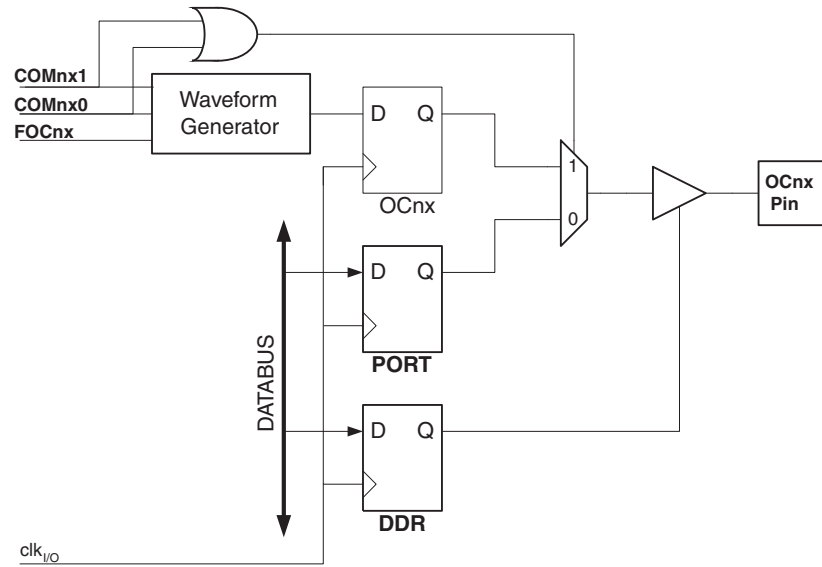 COMnx1
COMnx0
FOCnx
Waveform
Generator
D Q
OCnx
1
0
OCnx
Pin
D Q
PORT
D Q
DDR
DATABUS
clkI/O